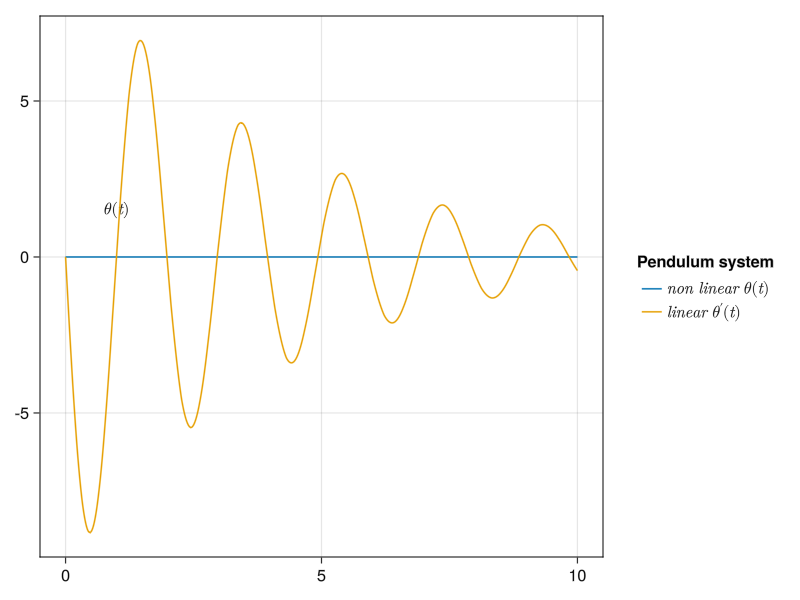 5
θ(t)
0
-5
0 5 10
Pendulum system
non linear θ(t)
linear θ′(t)